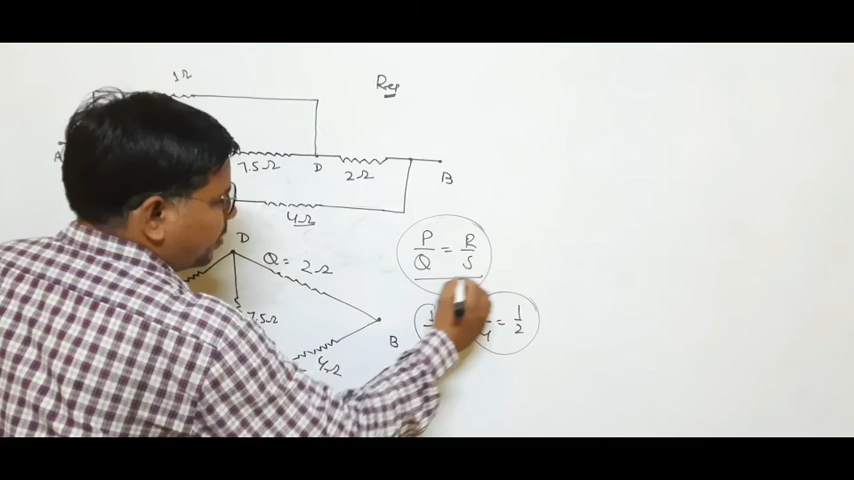 1Ω
Req
A
7.5Ω
D
2Ω
B
4Ω
P/Q = R/S
D
Q = 2Ω
7.5Ω
B
4Ω
= 1/2